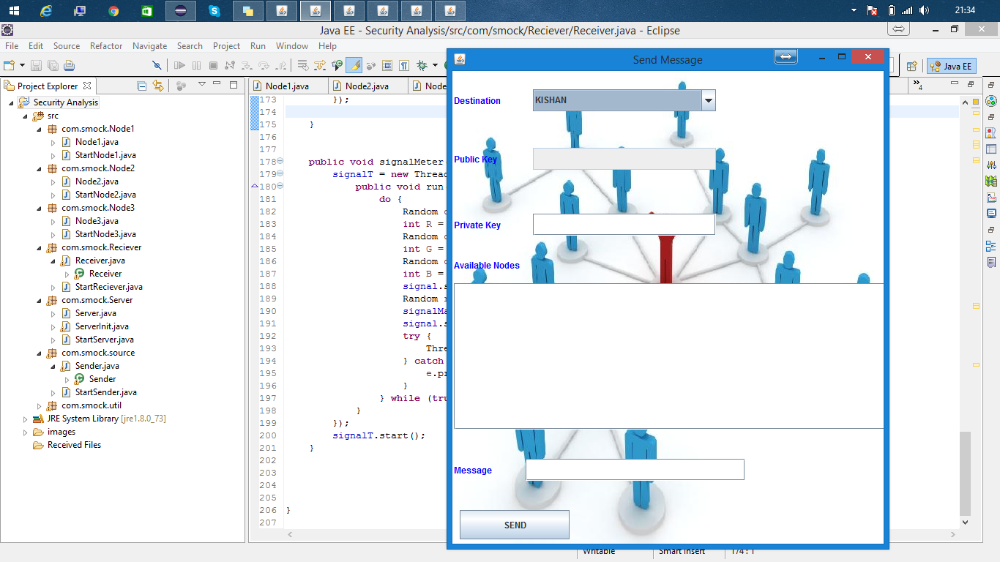 21:34
Java EE - Security Analysis/src/com/smock/Reciever/Receiver.java - Eclipse
File Edit Source Refactor Navigate Search Project Run Window Help
Java EE
Project Explorer
Security Analysis
src
com.smock.Node1
Node1.java
StartNode1.java
com.smock.Node2
Node2.java
StartNode2.java
com.smock.Node3
Node3.java
StartNode3.java
com.smock.Reciever
Receiver.java
Receiver
StartReciever.java
com.smock.Server
Server.java
ServerInit.java
StartServer.java
com.smock.source
Sender.java
Sender
StartSender.java
com.smock.util
JRE System Library [jre1.8.0_73]
images
Received Files
Node1.java Node2.java Node
4
173 });
174
175 }
176
177
178 public void signalMeter
179 signalT = new Thread
180 public void run
181 do {
182 Random
183 int R =
184 Random
185 int G =
186 Random
187 int B =
188 signal.s
189 Random
190 signalMa
191 signal.s
192 try {
193 Thre
194 } catch
195 e.pr
196 }
197 } while (tru
198 }
199 });
200 signalT.start();
201 }
202
203
204
205
206 }
207
Send Message
Destination KISHAN
Public Key
Private Key
Available Nodes
Message
SEND
Writable Smart Insert 174 : 1